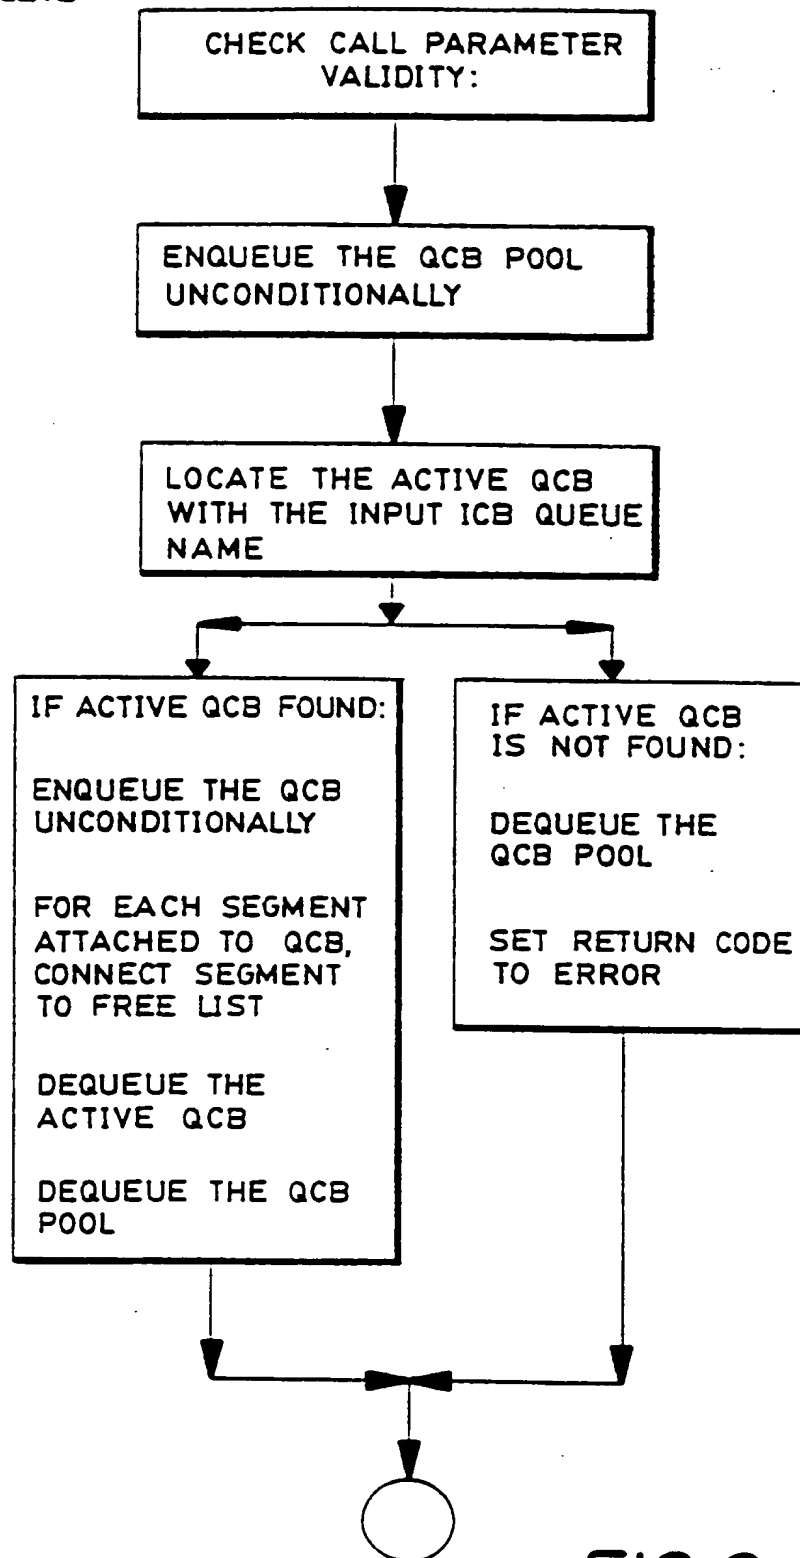 CHECK CALL PARAMETER
VALIDITY:
ENQUEUE THE QCB POOL
UNCONDITIONALLY
LOCATE THE ACTIVE QCB
WITH THE INPUT ICB QUEUE
NAME
IF ACTIVE QCB FOUND:
ENQUEUE THE QCB
UNCONDITIONALLY
FOR EACH SEGMENT
ATTACHED TO QCB,
CONNECT SEGMENT
TO FREE LIST
DEQUEUE THE
ACTIVE QCB
DEQUEUE THE QCB
POOL
IF ACTIVE QCB
IS NOT FOUND:
DEQUEUE THE
QCB POOL
SET RETURN CODE
TO ERROR